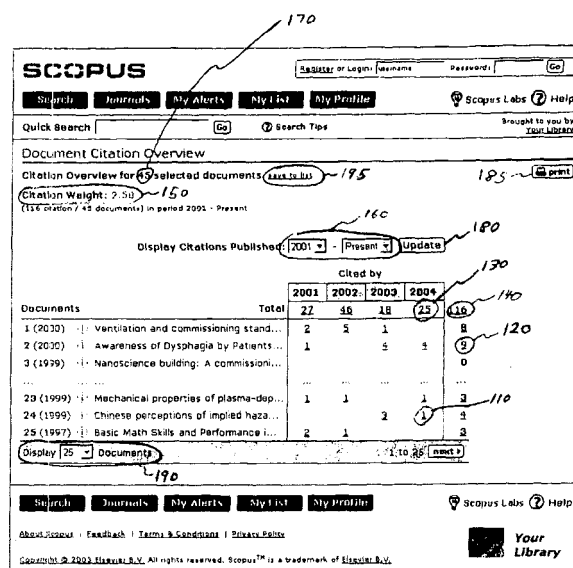 170
SCOPUS
Register or Login: username Password: Go
Search Journals My Alerts My List My Profile Scopus Labs ? Help
Quick Search Go ? Search Tips Brought to you by
Your Library
Document Citation Overview
Citation Overview for 45 selected documents save to list 195 185 print
Citation Weight: 2.58 150
(116 citation / 45 documents) in period 2001 - Present
160
Display Citations Published: 2001 - Present Update 180
Cited by 130
2001 2002 2003 2004 140
Documents Total 27 46 18 25 116
1 (2000) Ventilation and commissioning stand... 2 5 1 8
120
2 (2000) Awareness of Dysphagia by Patients... 1 4 4 9
3 (1999) Nanoscience building: A commissioni... 0
... ... ... ... ... ... ...
110
23 (1999) Mechanical properties of plasma-dep... 1 1 1 3
24 (1999) Chinese perceptions of implied haza... 3 1 4
25 (1997) Basic Math Skills and Performance i... 2 1 3
Display 25 Documents 1 to 25 next
190
Search Journals My Alerts My List My Profile Scopus Labs ? Help
About Scopus | Feedback | Terms & Conditions | Privacy Policy
Your
Library
Copyright © 2003 Elsevier B.V. All rights reserved. Scopus™ is a trademark of Elsevier B.V.